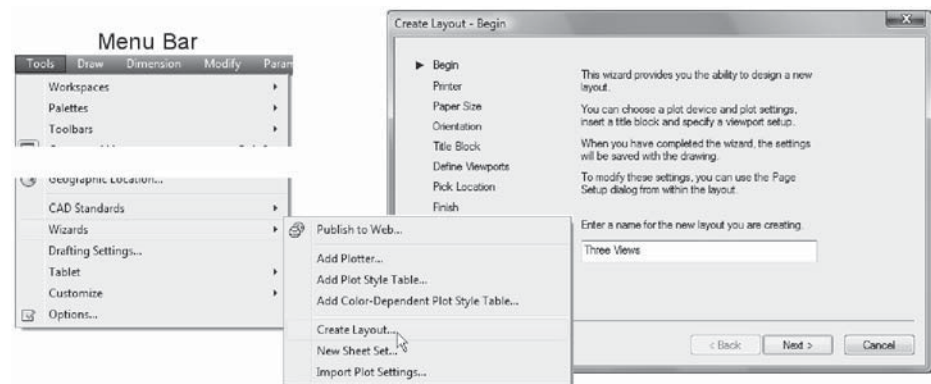 Menu Bar
Tools Draw Dimension Modify Param
Workspaces
Palettes
Toolbars
Geographic Location...
CAD Standards
Wizards
Drafting Settings...
Tablet
Customize
Options...
Publish to Web...
Add Plotter...
Add Plot Style Table...
Add Color-Dependent Plot Style Table...
Create Layout...
New Sheet Set...
Import Plot Settings...
Create Layout - Begin
Begin
Printer
Paper Size
Orientation
Title Block
Define Viewports
Pick Location
Finish
This wizard provides you the ability to design a new
layout.
You can choose a plot device and plot settings,
insert a title block and specify a viewport setup.
When you have completed the wizard, the settings
will be saved with the drawing.
To modify these settings, you can use the Page
Setup dialog from within the layout.
Enter a name for the new layout you are creating.
Three Views
< Back Next > Cancel